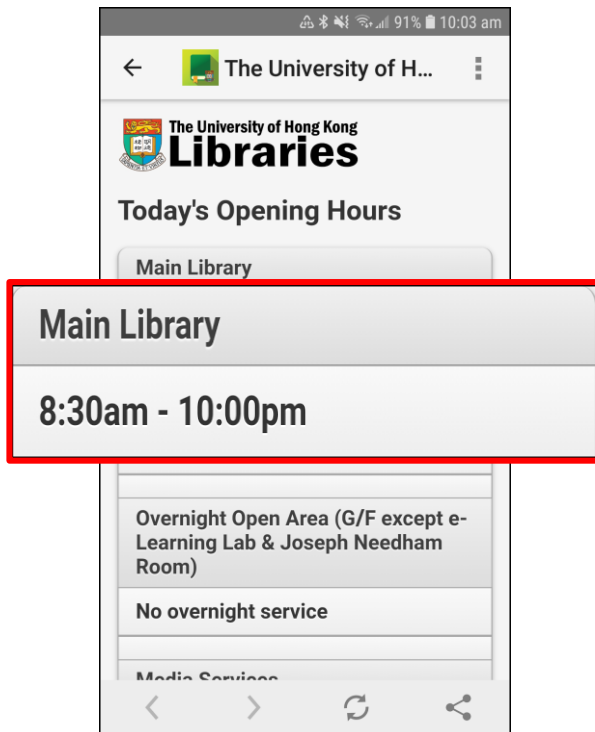 91% 10:03 am
The University of H...
The University of Hong Kong
Libraries
Today's Opening Hours
Main Library
Main Library
8:30am - 10:00pm
Overnight Open Area (G/F except e-
Learning Lab & Joseph Needham
Room)
No overnight service
Media Services